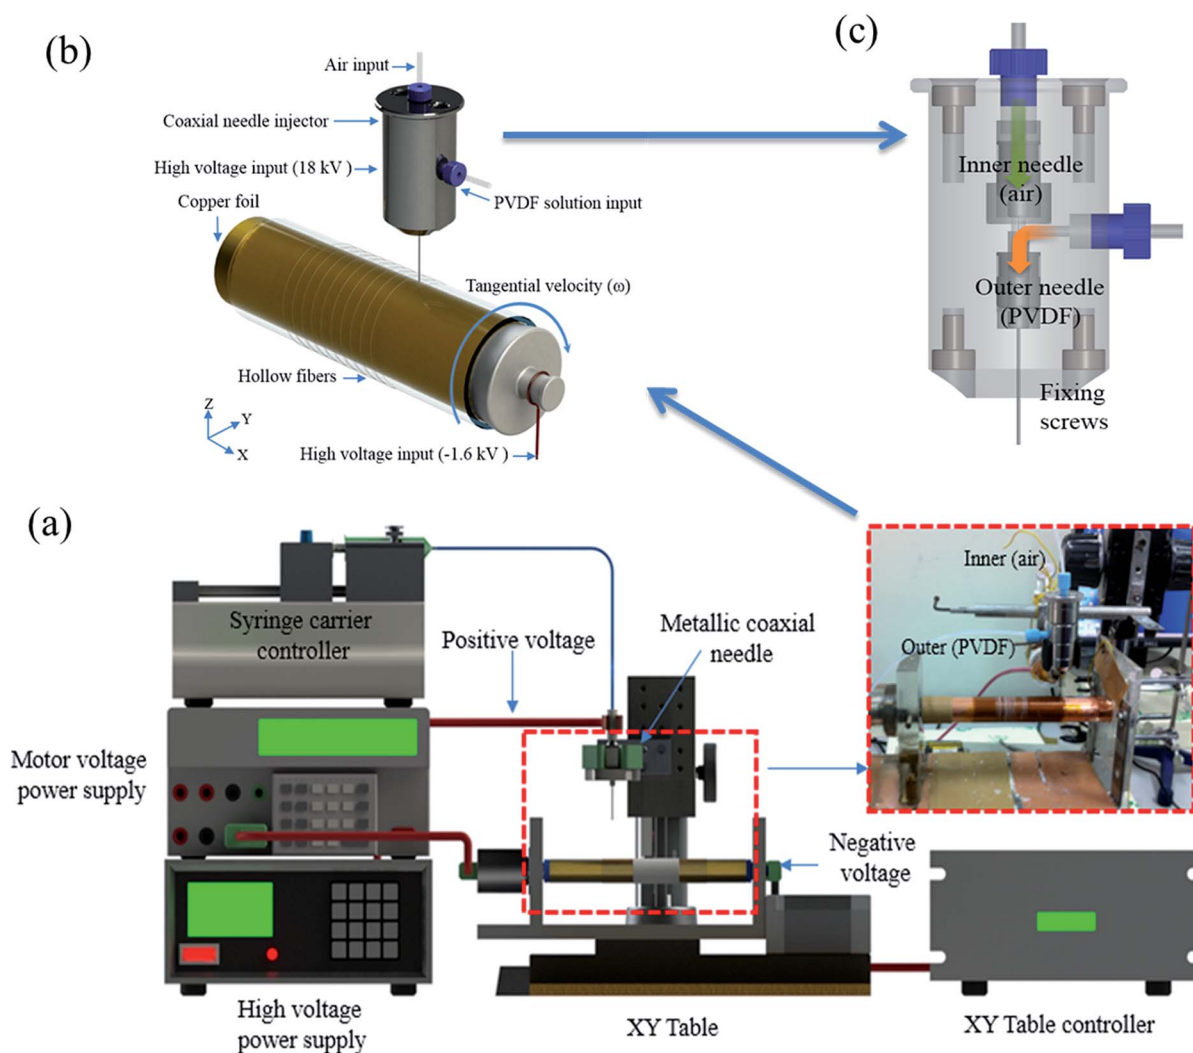 (b)
Air input
Coaxial needle injector
High voltage input (18 kV )
PVDF solution input
Copper foil
Tangential velocity (ω)
Hollow fibers
Z
Y
X
High voltage input (-1.6 kV )
(c)
Inner needle
(air)
Outer needle
(PVDF)
Fixing
screws
(a)
Syringe carrier
controller
Positive voltage
Metallic coaxial
needle
Inner (air)
Outer (PVDF)
Motor voltage
power supply
Negative
voltage
High voltage
power supply
XY Table
XY Table controller